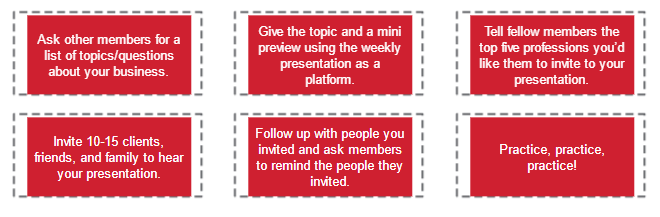 Ask other members for a
list of topics/questions
about your business.
Give the topic and a mini
preview using the weekly
presentation as a
platform.
Tell fellow members the
top five professions you'd
like them to invite to your
presentation.
Invite 10-15 clients,
friends, and family to hear
your presentation.
Follow up with people you
invited and ask members
to remind the people they
invited.
Practice, practice,
practice!